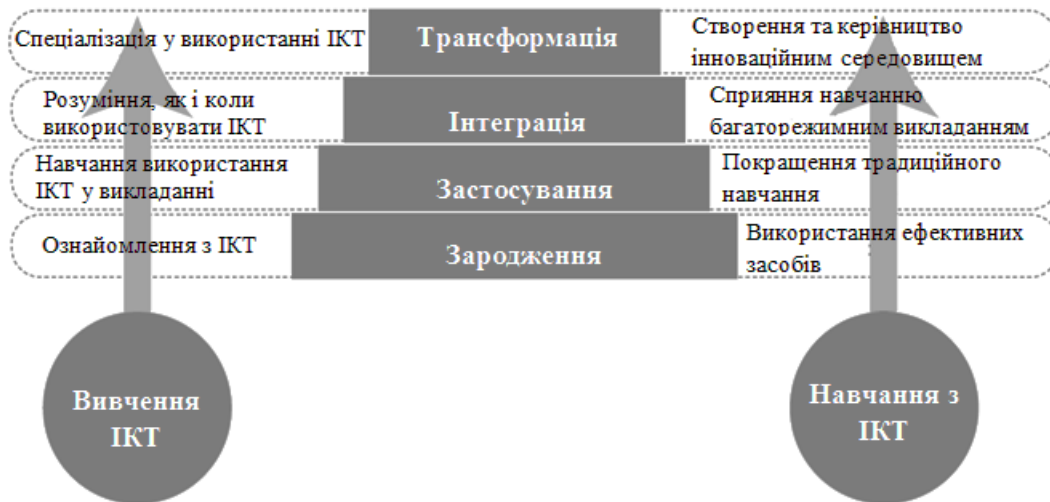 Спеціалізація у використанні ІКТ
Трансформація
Створення та керівництво
інноваційним середовищем
Розуміння, як і коли
використовувати ІКТ
Інтеграція
Сприяння навчанню
багаторежимним викладанням
Навчання використання
ІКТ у викладанні
Застосування
Покращення традиційного
навчання
Ознайомлення з ІКТ
Зародження
Використання ефективних
засобів
Вивчення
ІКТ
Навчання з
ІКТ